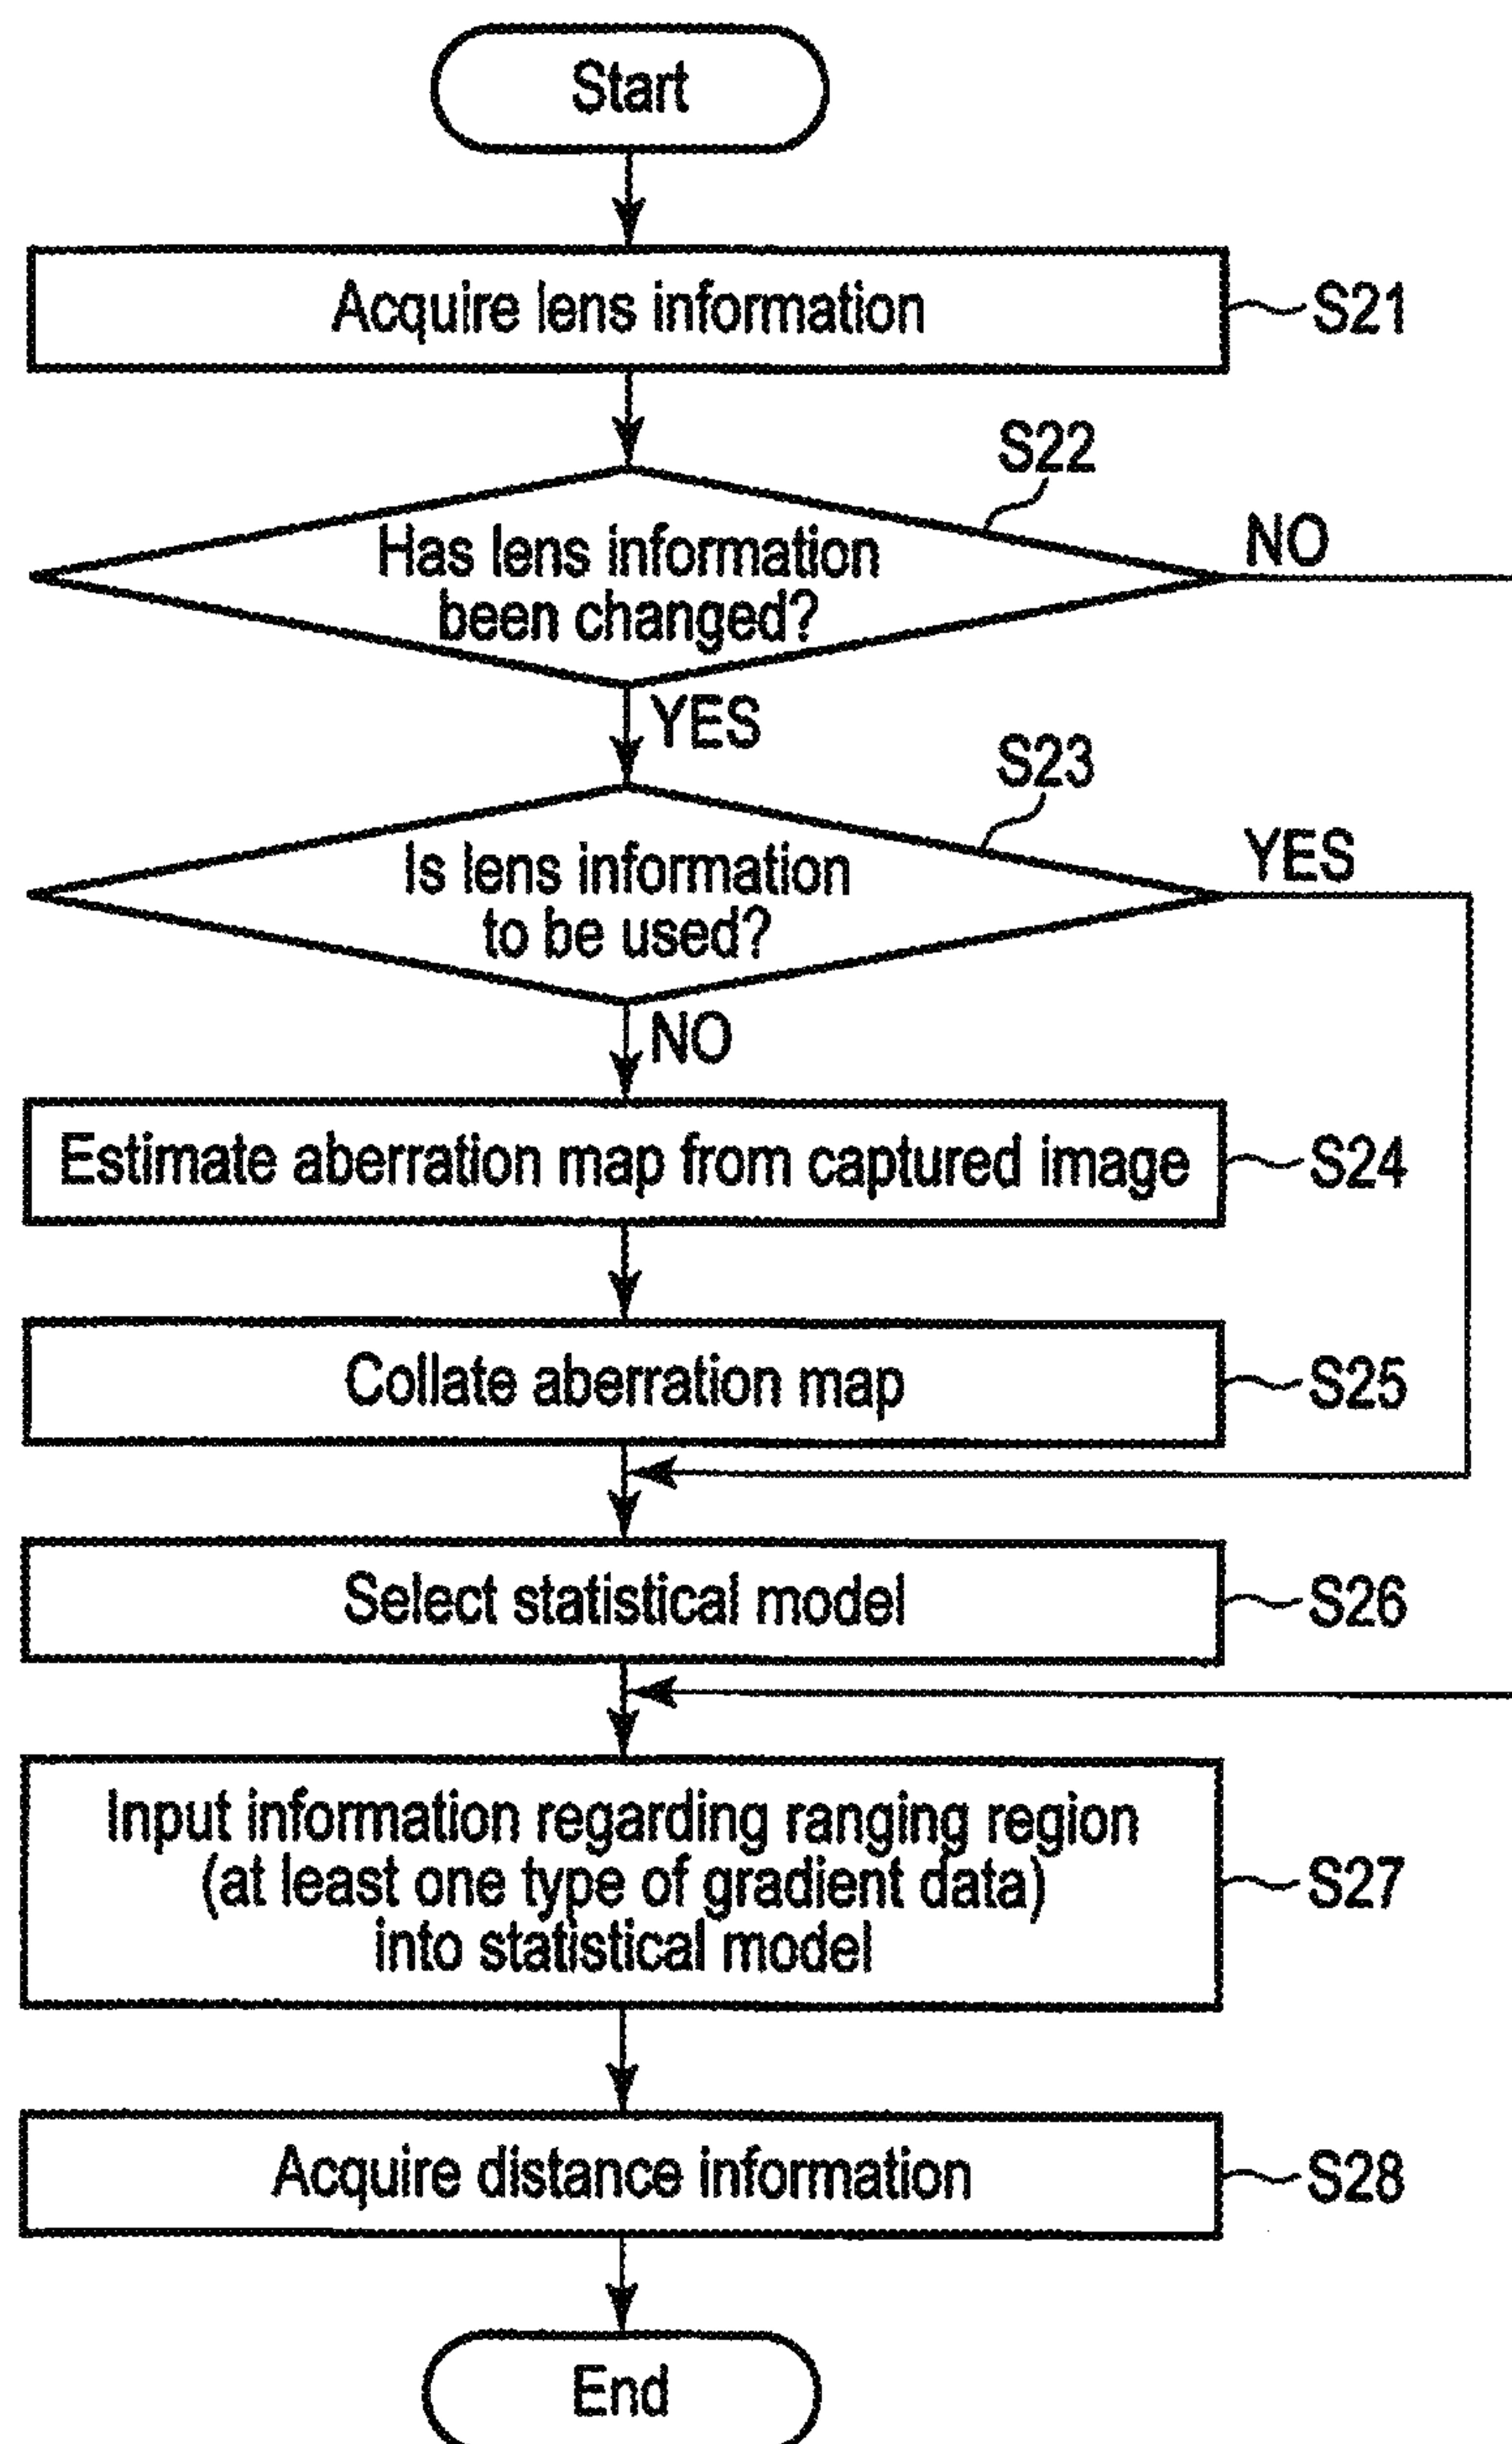 Start
Acquire lens information
S21
S22
Has lens information
been changed?
NO
YES
S23
Is lens information
to be used?
YES
NO
Estimate aberration map from captured image
S24
Collate aberration map
S25
Select statistical model
S26
Input information regarding ranging region
(at least one type of gradient data)
into statistical model
S27
Acquire distance information
S28
End